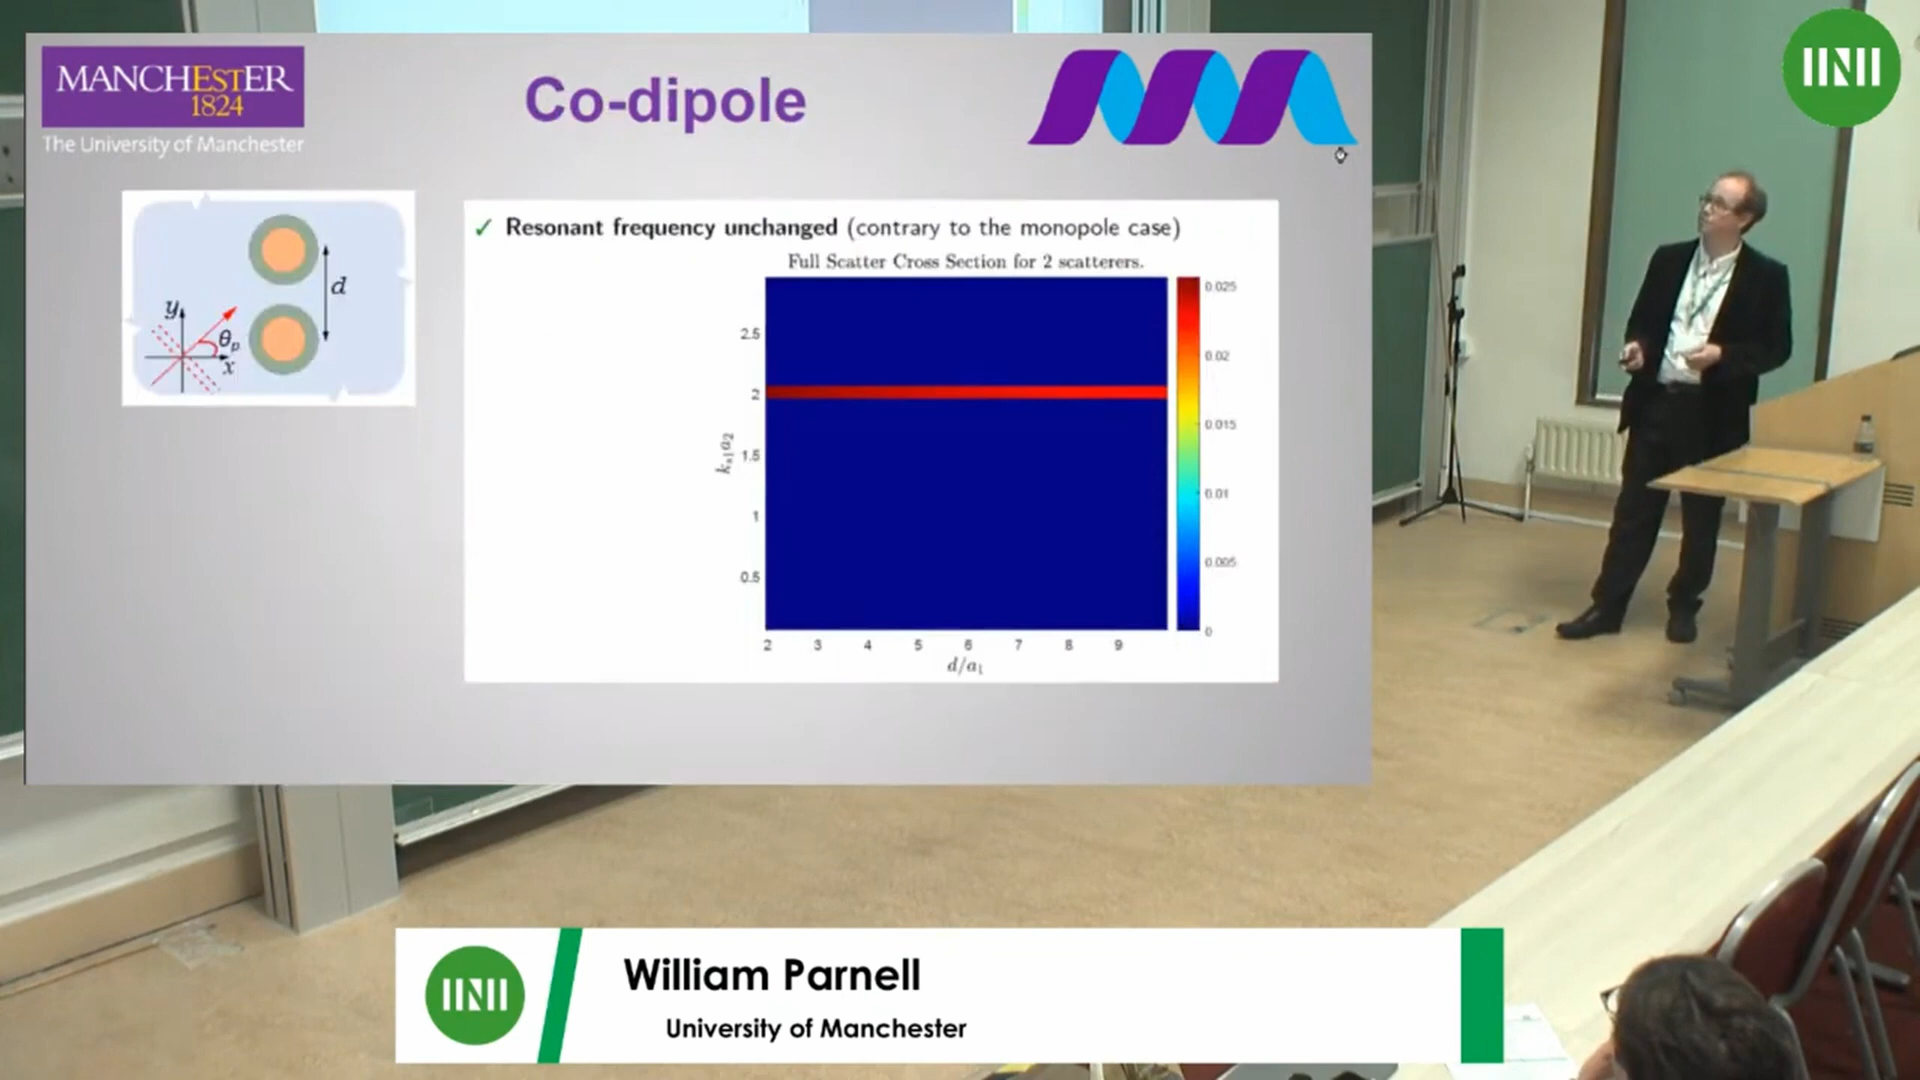 MANCHESTER
1824
The University of Manchester
Co-dipole
d
y
θp
x
✓ Resonant frequency unchanged (contrary to the monopole case)
Full Scatter Cross Section for 2 scatterers.
2.5
2
1.5
1
0.5
2 3 4 5 6 7 8 9
d/a1
0.025
0.02
0.015
0.01
0.005
0
William Parnell
University of Manchester